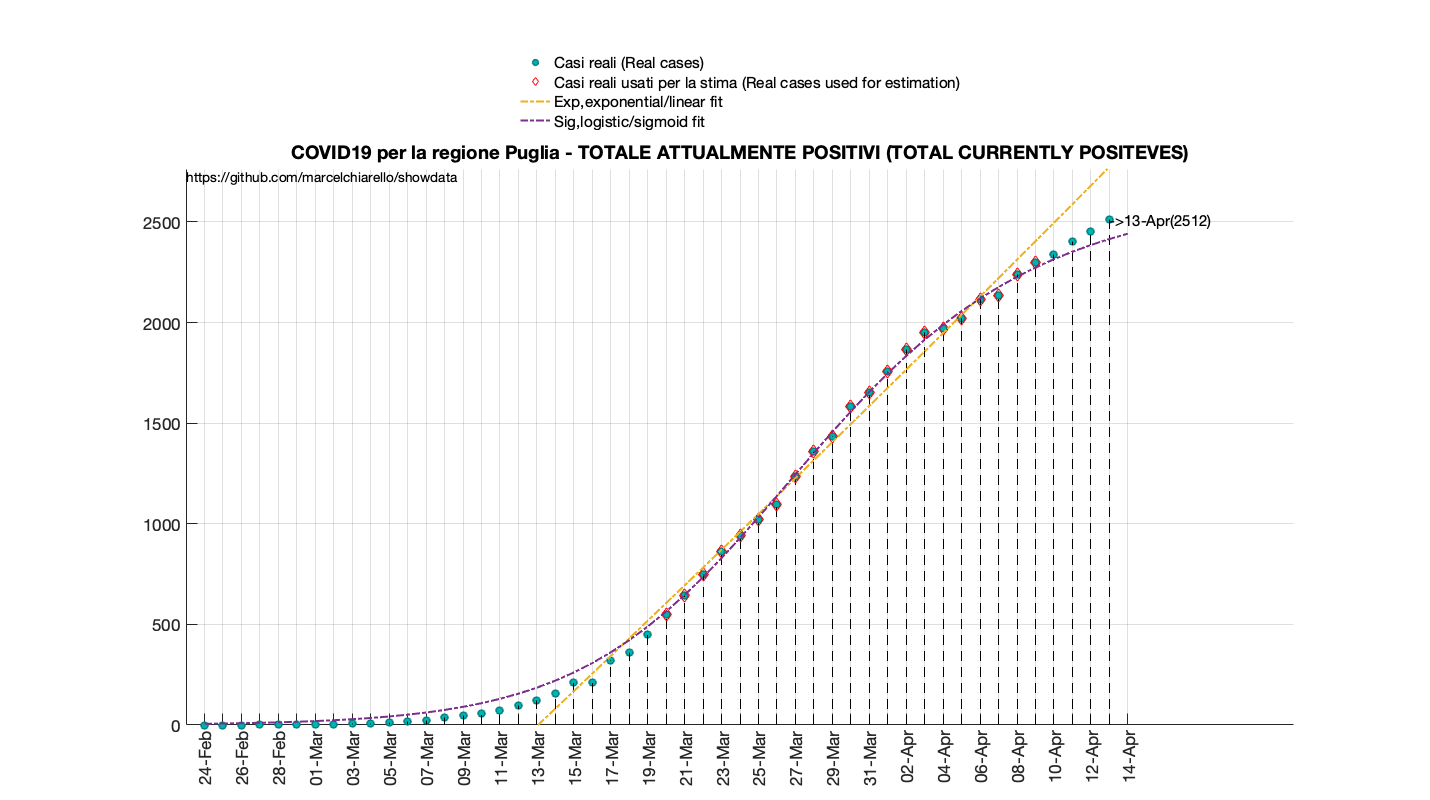 Casi reali (Real cases)
Casi reali usati per la stima (Real cases used for estimation)
Exp,exponential/linear fit
Sig,logistic/sigmoid fit
COVID19 per la regione Puglia - TOTALE ATTUALMENTE POSITIVI (TOTAL CURRENTLY POSITEVES)
https://github.com/marcelchiarello/showdata
2500
>13-Apr(2512)
2000
1500
1000
500
0
24-Feb
26-Feb
28-Feb
01-Mar
03-Mar
05-Mar
07-Mar
09-Mar
11-Mar
13-Mar
15-Mar
17-Mar
19-Mar
21-Mar
23-Mar
25-Mar
27-Mar
29-Mar
31-Mar
02-Apr
04-Apr
06-Apr
08-Apr
10-Apr
12-Apr
14-Apr